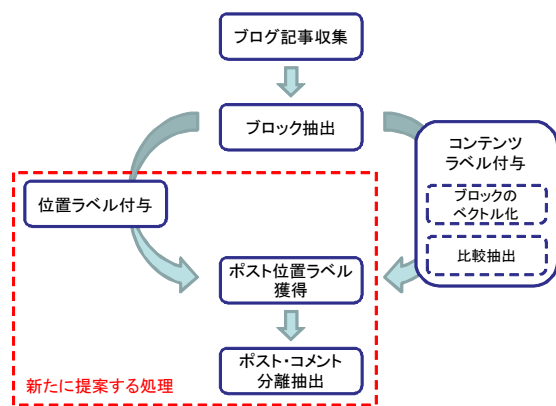 ブログ記事収集
ブロック抽出
コンテンツ
ラベル付与
ブロックの
ベクトル化
比較抽出
位置ラベル付与
ポスト位置ラベル
獲得
ポスト・コメント
分離抽出
新たに提案する処理